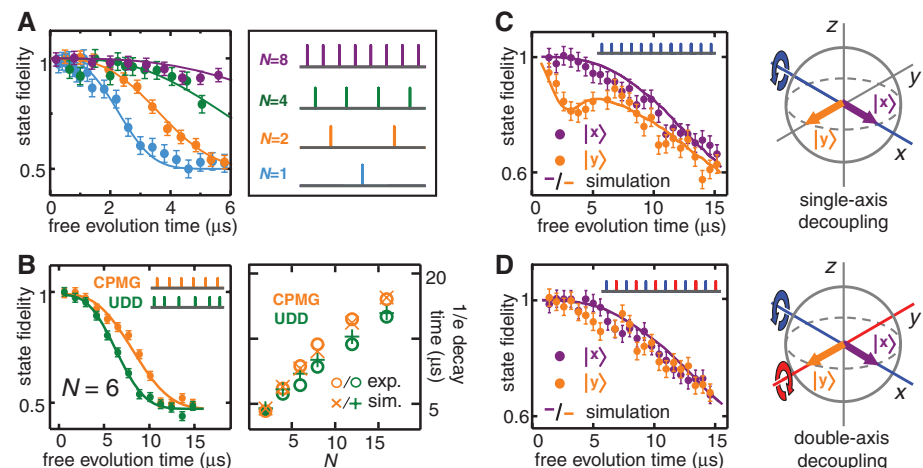 A
state fidelity
1
0.5
0 2 4 6
free evolution time (μs)
N=8
N=4
N=2
N=1
B
state fidelity
1
0.5
CPMG
UDD
N = 6
0 5 10 15
free evolution time (μs)
CPMG
UDD
○/○ exp.
×/+ sim.
0 5 10 15
N
20
5
1/e decay
time (μs)
C
state fidelity
1
0.6
|x⟩
|y⟩
–/– simulation
0 5 10 15
free evolution time (μs)
z
y
|x⟩
|y⟩
x
single-axis
decoupling
D
state fidelity
1
0.6
|x⟩
|y⟩
–/– simulation
0 5 10 15
free evolution time (μs)
z
y
|x⟩
|y⟩
x
double-axis
decoupling